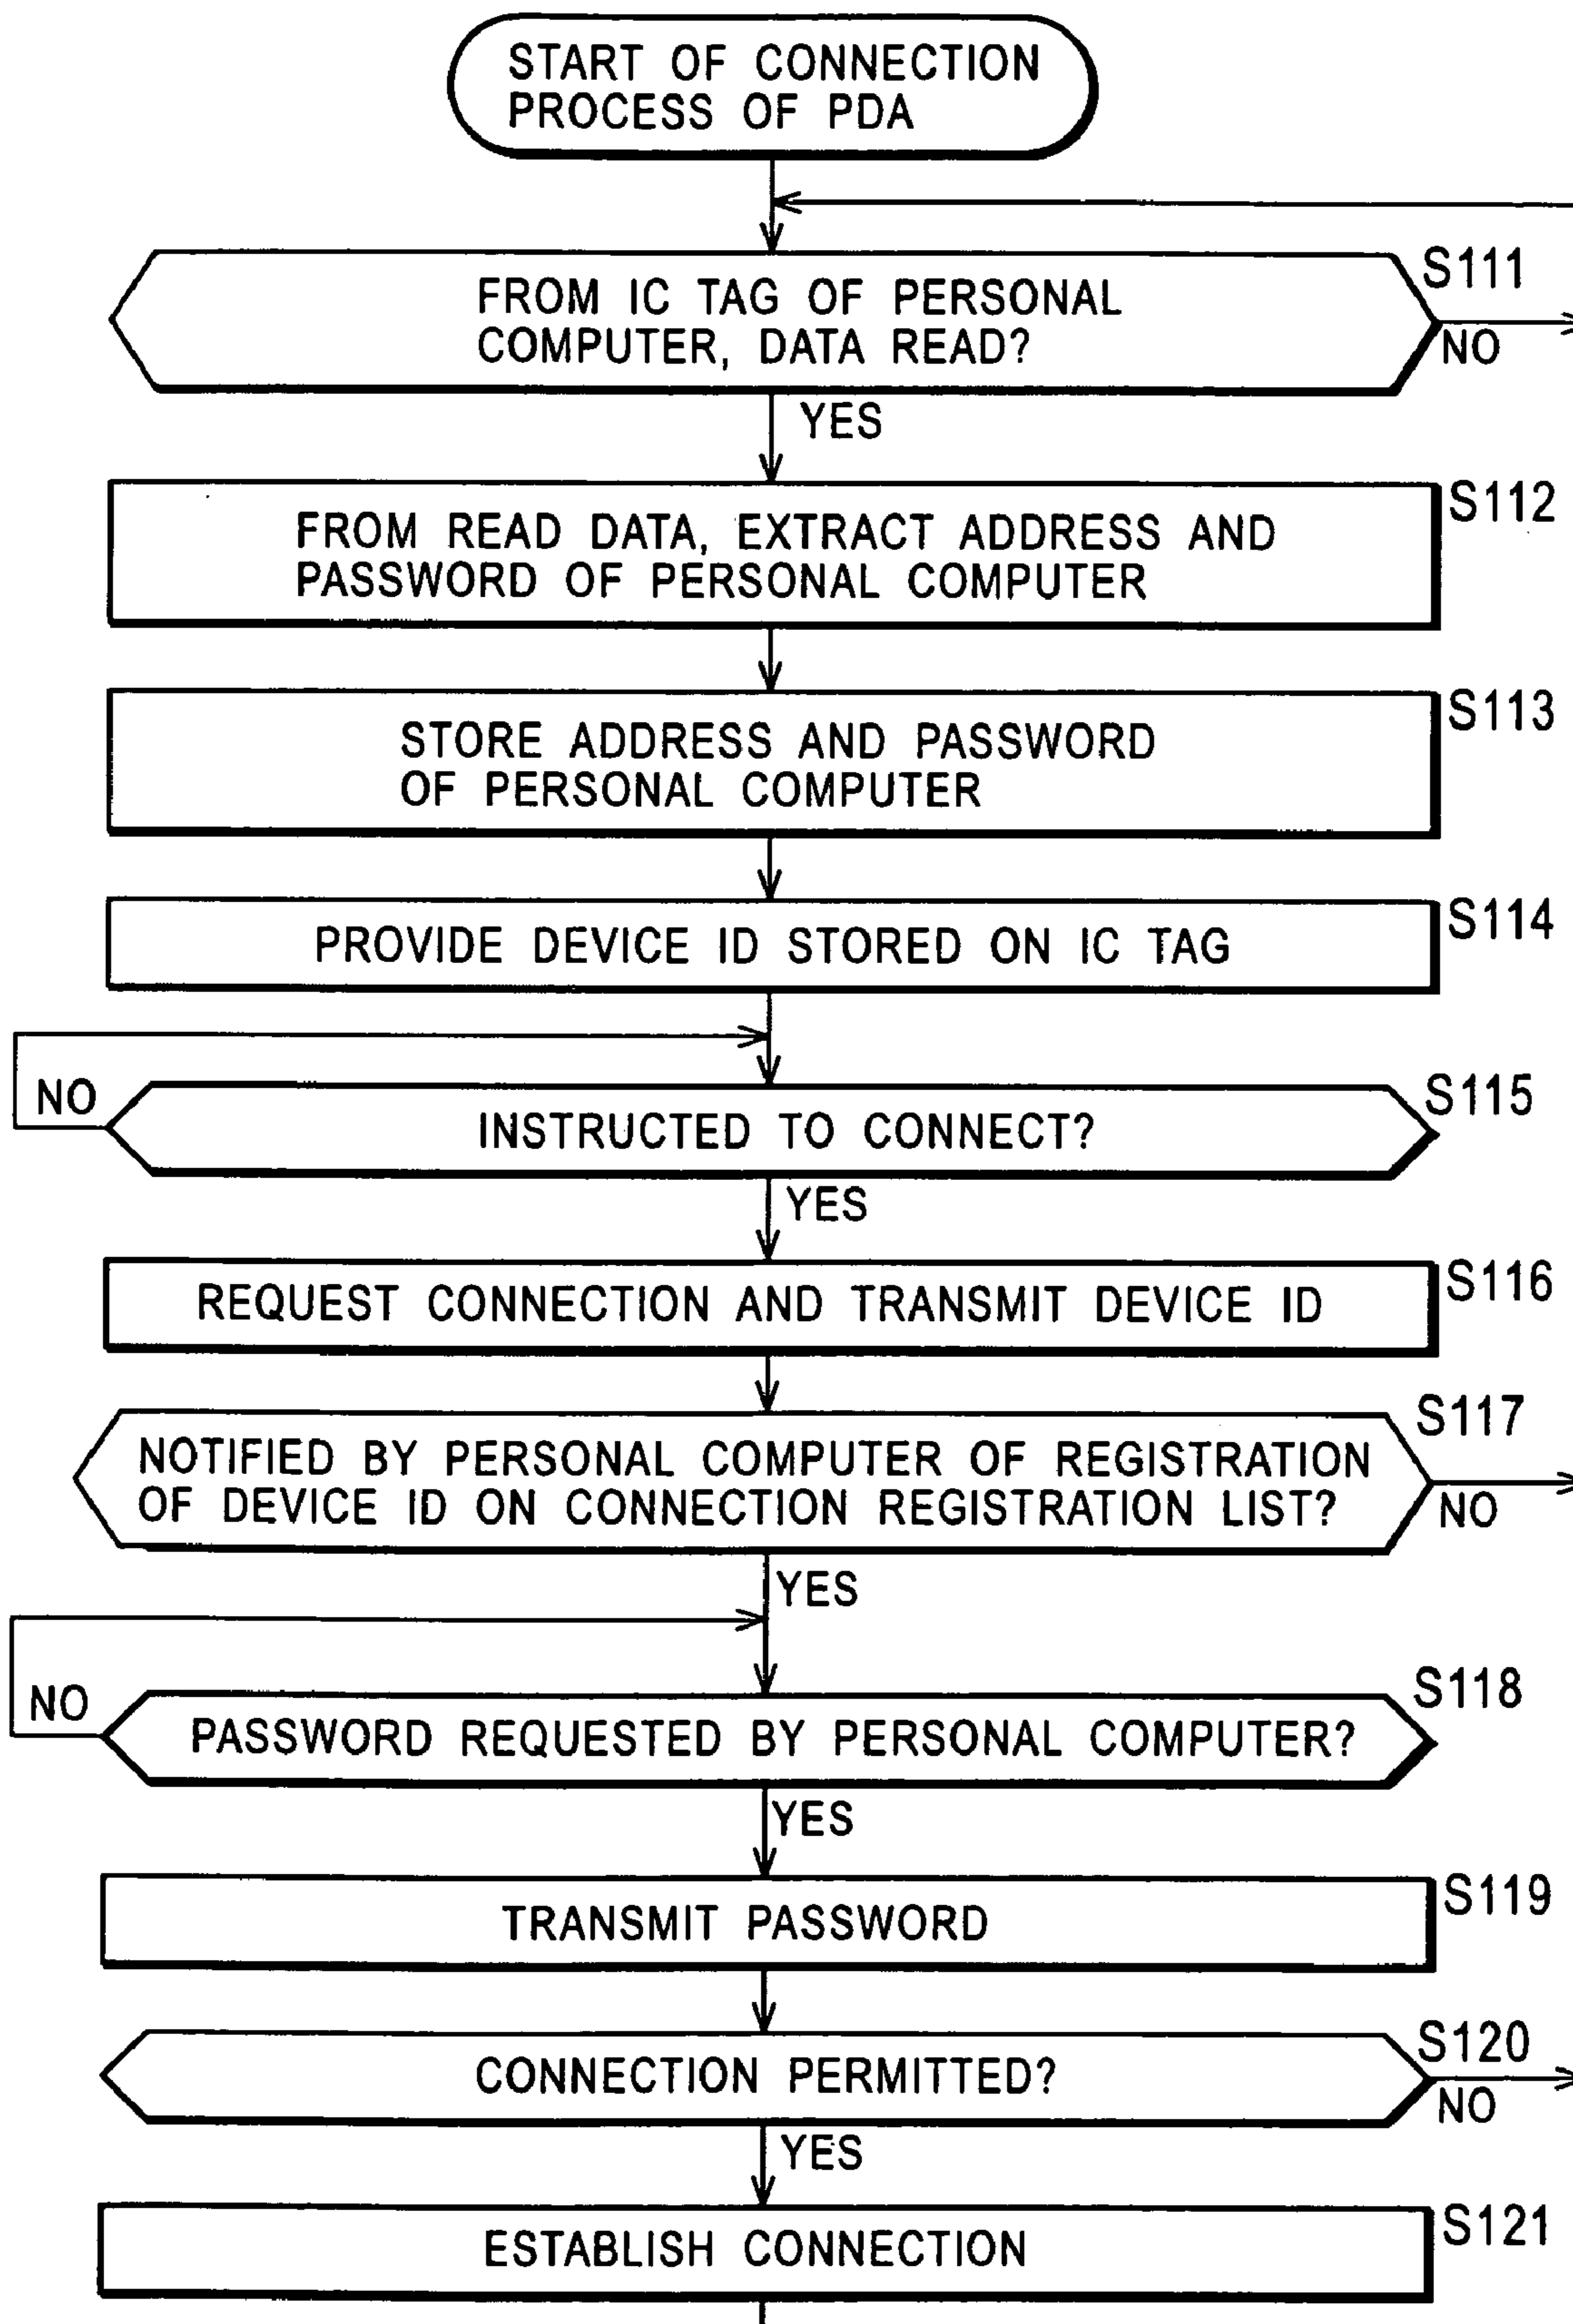 START OF CONNECTION
PROCESS OF PDA
S111
FROM IC TAG OF PERSONAL
COMPUTER, DATA READ?
NO
YES
S112
FROM READ DATA, EXTRACT ADDRESS AND
PASSWORD OF PERSONAL COMPUTER
S113
STORE ADDRESS AND PASSWORD
OF PERSONAL COMPUTER
S114
PROVIDE DEVICE ID STORED ON IC TAG
S115
NO
INSTRUCTED TO CONNECT?
YES
S116
REQUEST CONNECTION AND TRANSMIT DEVICE ID
S117
NOTIFIED BY PERSONAL COMPUTER OF REGISTRATION
OF DEVICE ID ON CONNECTION REGISTRATION LIST?
NO
YES
S118
NO
PASSWORD REQUESTED BY PERSONAL COMPUTER?
YES
S119
TRANSMIT PASSWORD
S120
CONNECTION PERMITTED?
NO
YES
S121
ESTABLISH CONNECTION